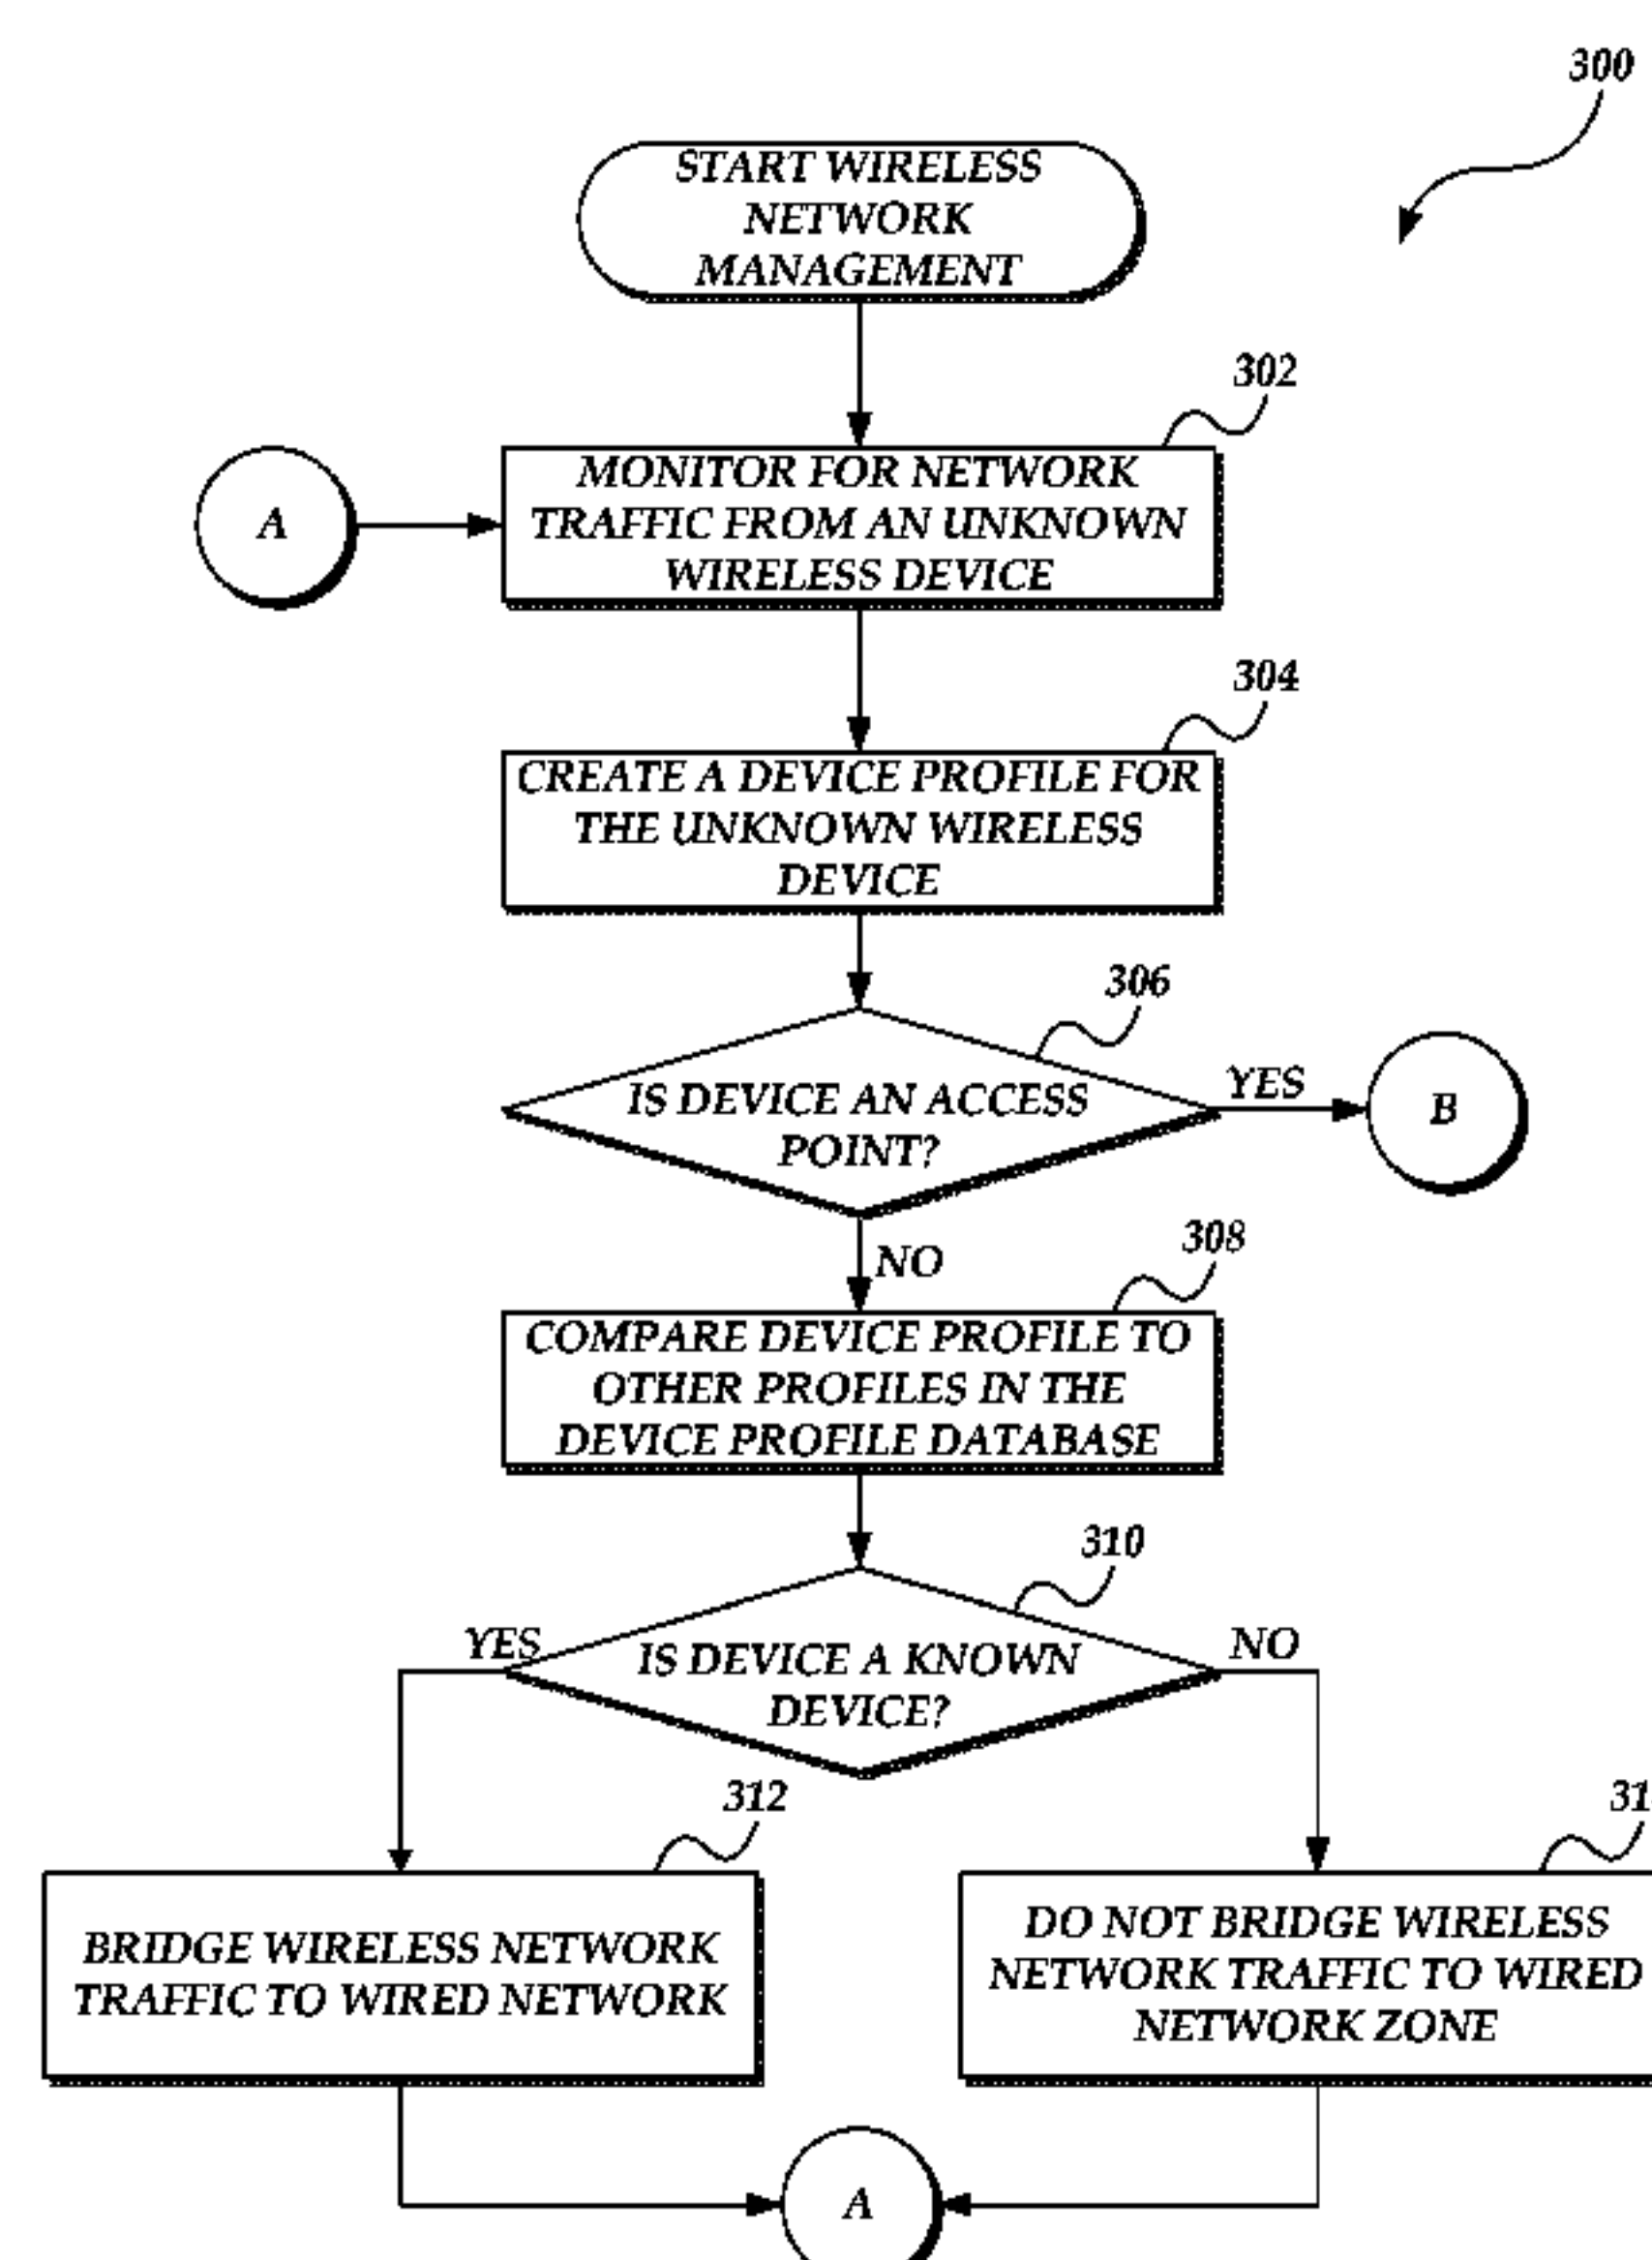 300
START WIRELESS
NETWORK
MANAGEMENT
302
A
MONITOR FOR NETWORK
TRAFFIC FROM AN UNKNOWN
WIRELESS DEVICE
304
CREATE A DEVICE PROFILE FOR
THE UNKNOWN WIRELESS
DEVICE
306
IS DEVICE AN ACCESS
POINT?
YES
B
NO
308
COMPARE DEVICE PROFILE TO
OTHER PROFILES IN THE
DEVICE PROFILE DATABASE
310
YES
IS DEVICE A KNOWN
DEVICE?
NO
312
BRIDGE WIRELESS NETWORK
TRAFFIC TO WIRED NETWORK
DO NOT BRIDGE WIRELESS
NETWORK TRAFFIC TO WIRED
NETWORK ZONE
A